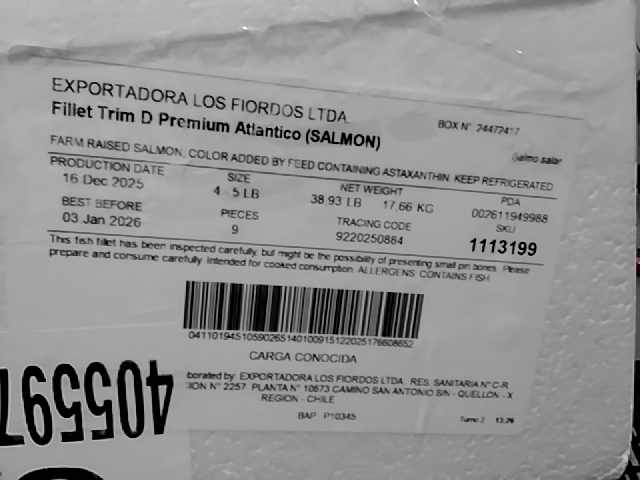 EXPORTADORA LOS FIORDOS LTDA.
BOX N° 24472417
Fillet Trim D Premium Atlantico (SALMON)
Salmo salar
FARM RAISED SALMON, COLOR ADDED BY FEED CONTAINING ASTAXANTHIN. KEEP REFRIGERATED
PRODUCTION DATE SIZE NET WEIGHT PDA
16 Dec 2025 4 5 LB 38.93 LB 17.66 KG 002611949988
BEST BEFORE PIECES TRACING CODE SKU
03 Jan 2026 9 9220250884 1113199
This fish fillet has been inspected carefully, but might be the possibility of presenting small pin bones. Please
prepare and consume carefully. Intended for cooked consumption. ALLERGENS: CONTAINS FISH
CARGA CONOCIDA
borated by: EXPORTADORA LOS FIORDOS LTDA. RES. SANITARIA N° C-R
ION N° 2257 PLANTA N° 10673 CAMINO SAN ANTONIO S/N - QUELLON - X
REGION - CHILE
BAP P10345
Turno 2
405597